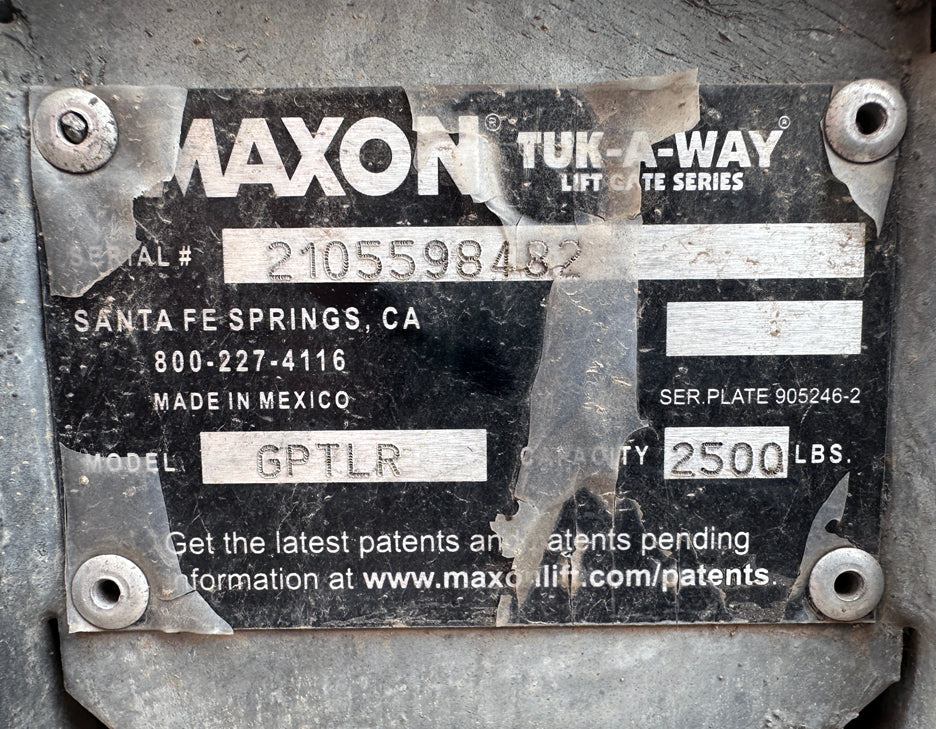 MAXON® TUK-A-WAY®
LIFT GATE SERIES
SERIAL # 2105598482
SANTA FE SPRINGS, CA
800-227-4116
MADE IN MEXICO
SER.PLATE 905246-2
MODEL GPTLR CAPACITY 2500 LBS.
Get the latest patents and patents pending
information at www.maxonlift.com/patents.